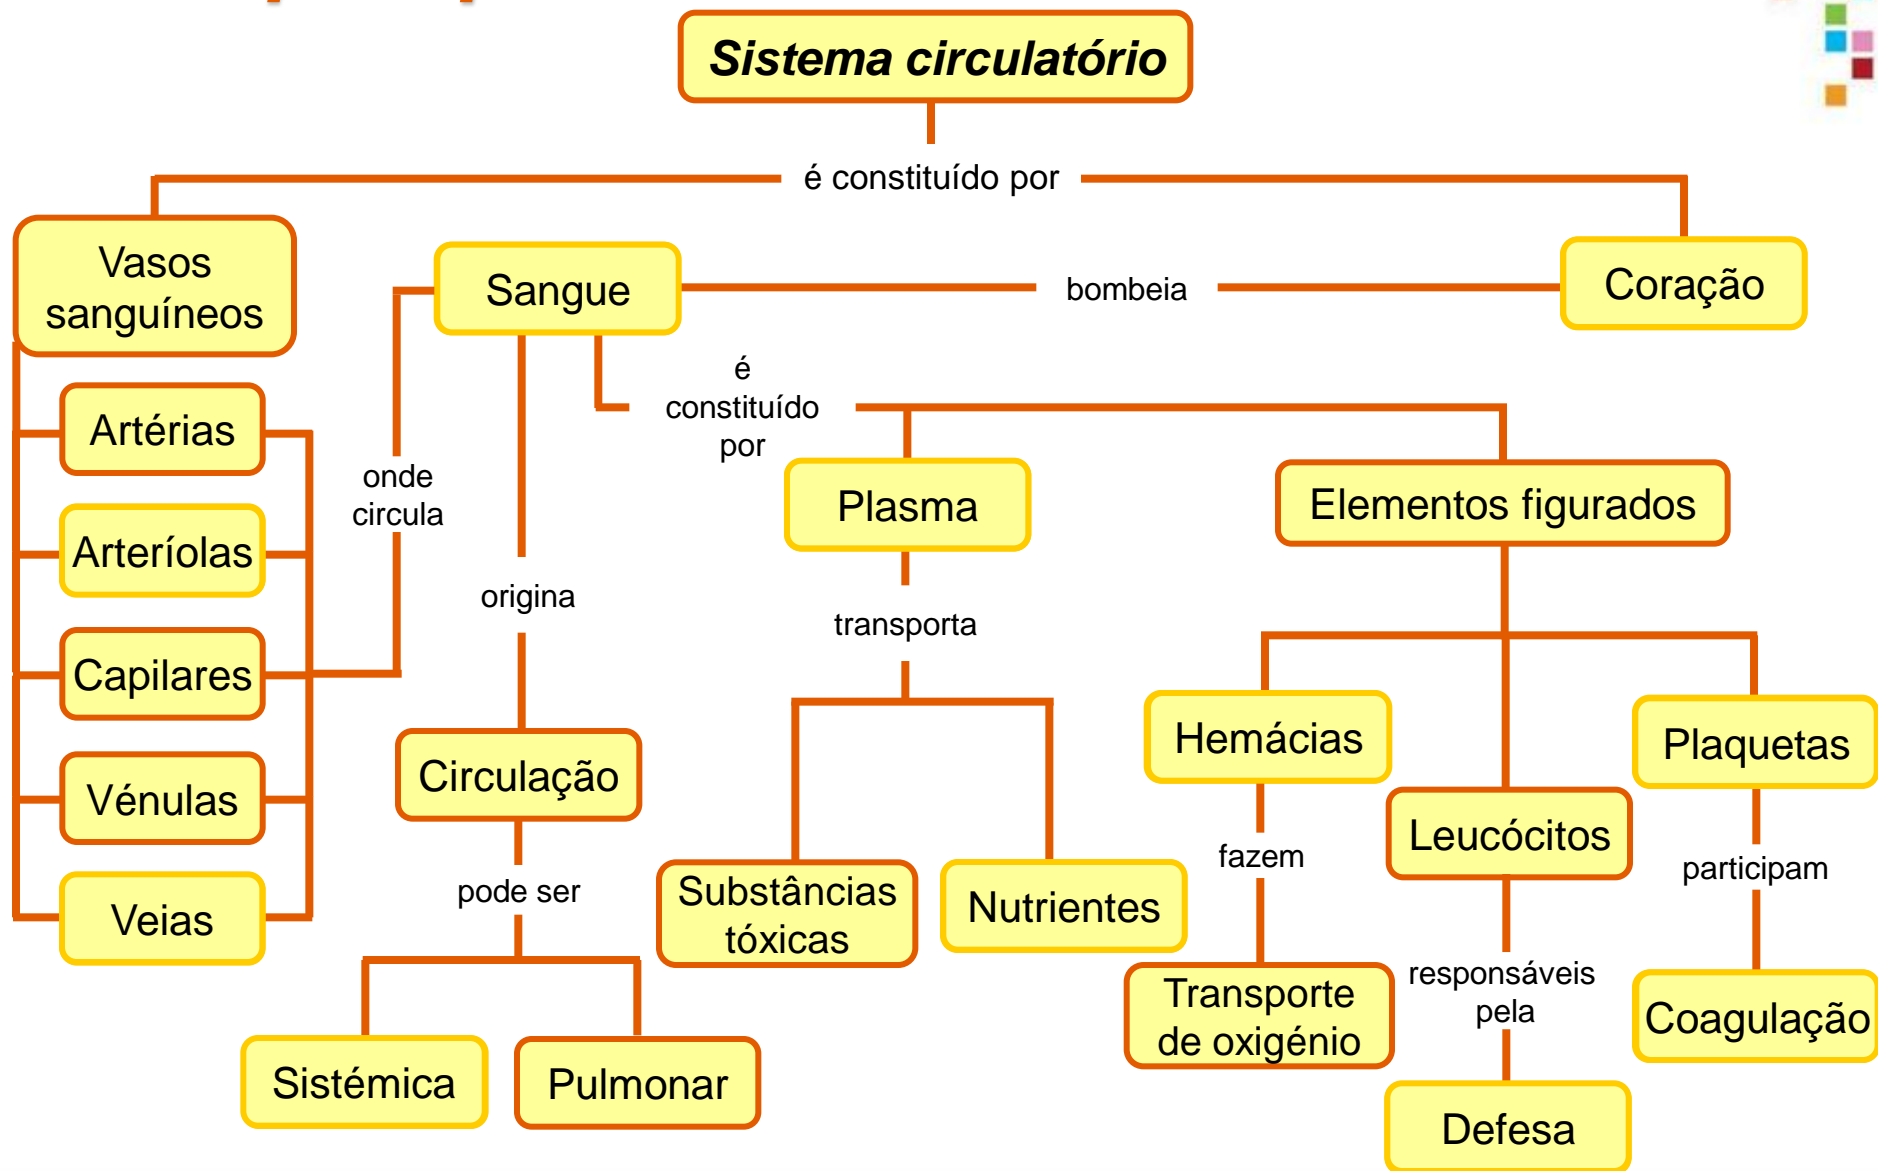 Sistema circulatório
é constituído por
Vasos
sanguíneos
Sangue
bombeia
Coração
é
constituído
por
Artérias
onde
circula
Plasma
Elementos figurados
Arteríolas
origina
transporta
Capilares
Hemácias
Plaquetas
Circulação
Vénulas
Leucócitos
fazem
participam
pode ser
Substâncias
tóxicas
Nutrientes
Veias
responsáveis
pela
Transporte
de oxigénio
Coagulação
Sistémica
Pulmonar
Defesa